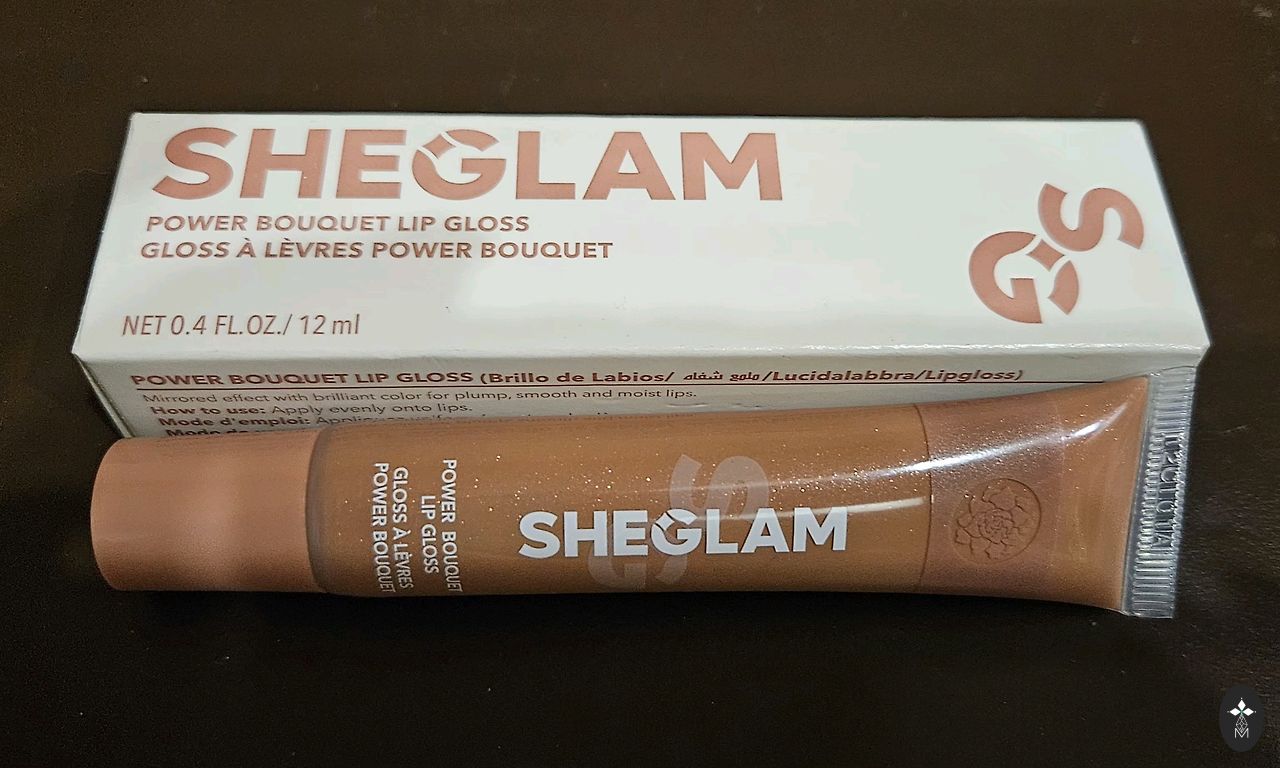 SHEGLAM
POWER BOUQUET LIP GLOSS
GLOSS À LÈVRES POWER BOUQUET
NET 0.4 FL.OZ./ 12 ml
GS
POWER BOUQUET LIP GLOSS (Brillo de Labios/ ملمع شفاه /Lucidalabbra/Lipgloss)
Mirrored effect with brilliant color for plump, smooth and moist lips.
How to use: Apply evenly onto lips.
Mode d'emploi:
POWER BOUQUET
LIP GLOSS
GLOSS À LÈVRES
POWER BOUQUET
GS
SHEGLAM
M